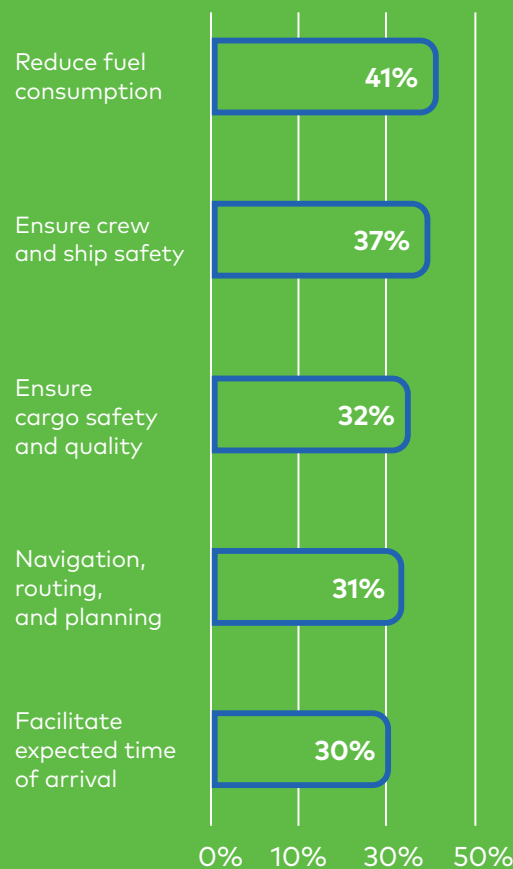 Reduce fuel
consumption
41%
Ensure crew
and ship safety
37%
Ensure
cargo safety
and quality
32%
Navigation,
routing,
and planning
31%
Facilitate
expected time
of arrival
30%
0% 10% 30% 50%